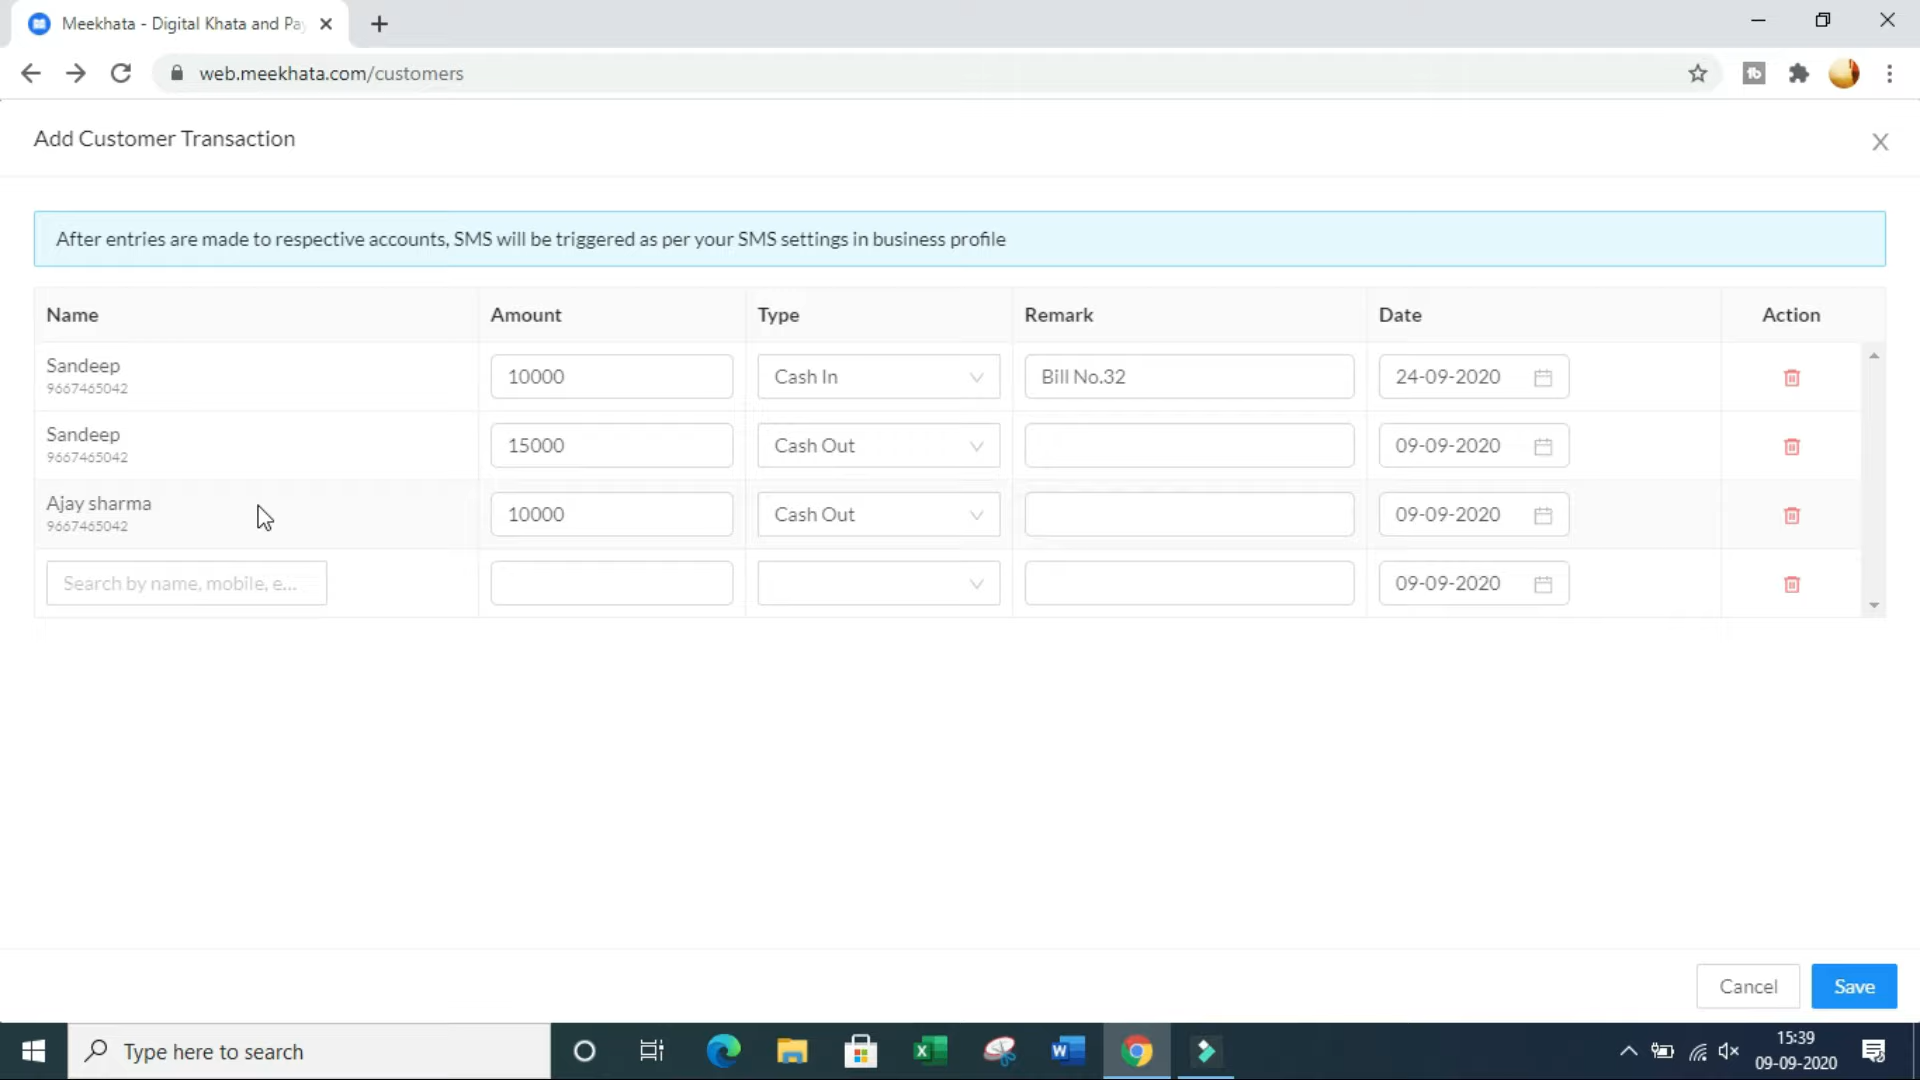 Meekhata - Digital Khata and Pay
web.meekhata.com/customers
Add Customer Transaction
After entries are made to respective accounts, SMS will be triggered as per your SMS settings in business profile
Name Amount Type Remark Date Action
Sandeep
9667465042
10000 Cash In Bill No.32 24-09-2020
Sandeep
9667465042
15000 Cash Out 09-09-2020
Ajay sharma
9667465042
10000 Cash Out 09-09-2020
Search by name, mobile, e... 09-09-2020
Cancel Save
Type here to search
15:39
09-09-2020